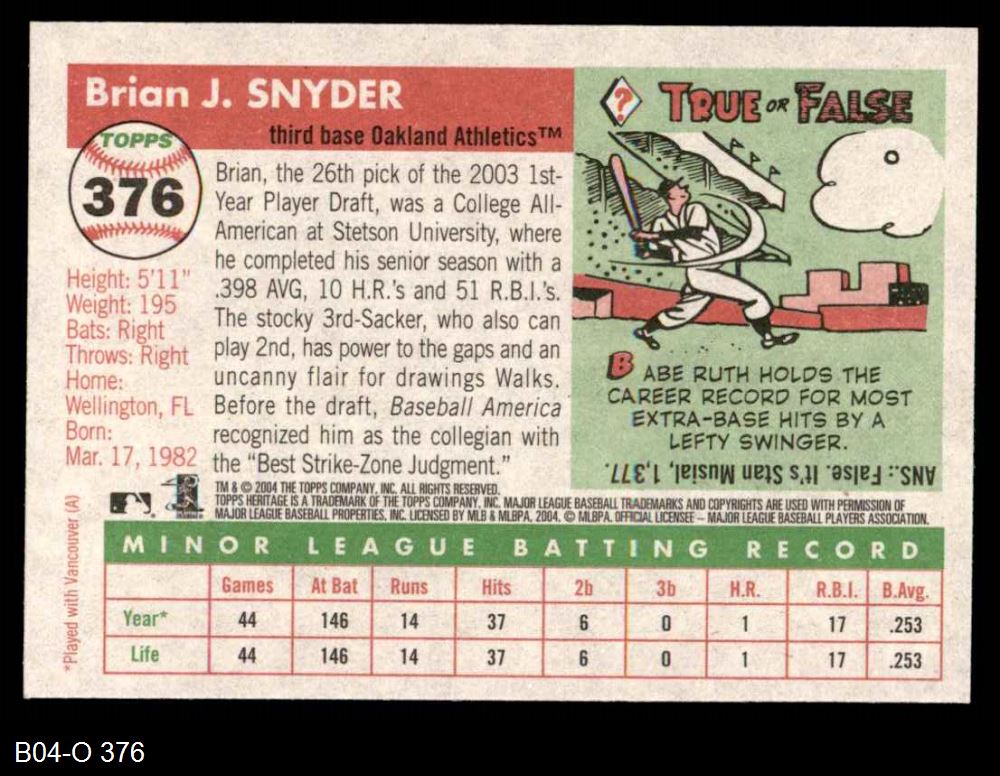 Brian J. SNYDER
third base Oakland Athletics™
TOPPS
376
Height: 5'11"
Weight: 195
Bats: Right
Throws: Right
Home:
Wellington, FL
Born:
Mar. 17, 1982
Brian, the 26th pick of the 2003 1st-
Year Player Draft, was a College All-
American at Stetson University, where
he completed his senior season with a
.398 AVG, 10 H.R.'s and 51 R.B.I.'s.
The stocky 3rd-Sacker, who also can
play 2nd, has power to the gaps and an
uncanny flair for drawings Walks.
Before the draft, Baseball America
recognized him as the collegian with
the “Best Strike-Zone Judgment.”
? TRUE OR FALSE
BABE RUTH HOLDS THE
CAREER RECORD FOR MOST
EXTRA-BASE HITS BY A
LEFTY SWINGER.
ANS.: False. It's Stan Musial, 1,377.
TM & © 2004 THE TOPPS COMPANY, INC. ALL RIGHTS RESERVED.
TOPPS HERITAGE IS A TRADEMARK OF THE TOPPS COMPANY, INC. MAJOR LEAGUE BASEBALL TRADEMARKS AND COPYRIGHTS ARE USED WITH PERMISSION OF
MAJOR LEAGUE BASEBALL PROPERTIES, INC. LICENSED BY MLB & MLBPA, 2004. © MLBPA. OFFICIAL LICENSEE – MAJOR LEAGUE BASEBALL PLAYERS ASSOCIATION.
*Played with Vancouver (A)
MINOR LEAGUE BATTING RECORD
Games At Bat Runs Hits 2b 3b H.R. R.B.I. B.Avg.
Year* 44 146 14 37 6 0 1 17 .253
Life 44 146 14 37 6 0 1 17 .253
B04-O 376